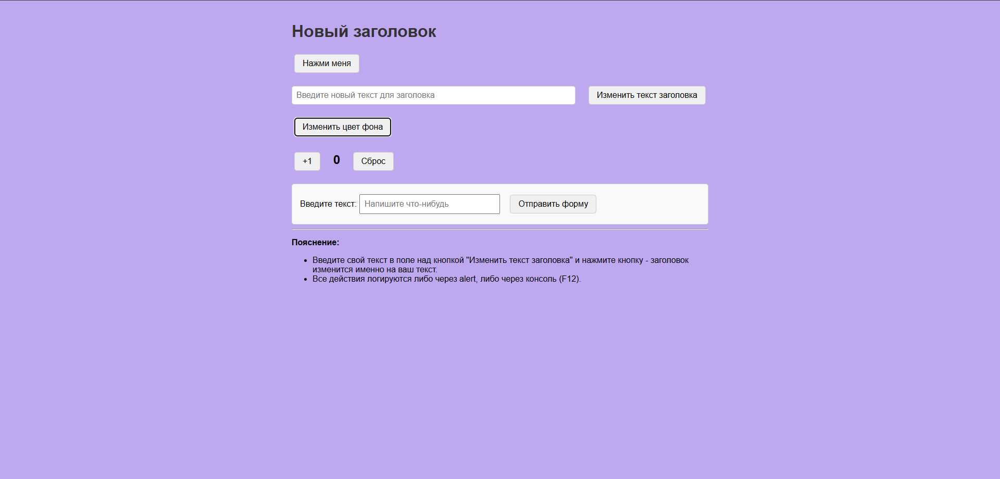 Новый заголовок
Нажми меня
Введите новый текст для заголовка Изменить текст заголовка
Изменить цвет фона
+1 0 Сброс
Введите текст: Напишите что-нибудь Отправить форму
Пояснение:
• Введите свой текст в поле над кнопкой "Изменить текст заголовка" и нажмите кнопку - заголовок
изменится именно на ваш текст.
• Все действия логируются либо через alert, либо через консоль (F12).